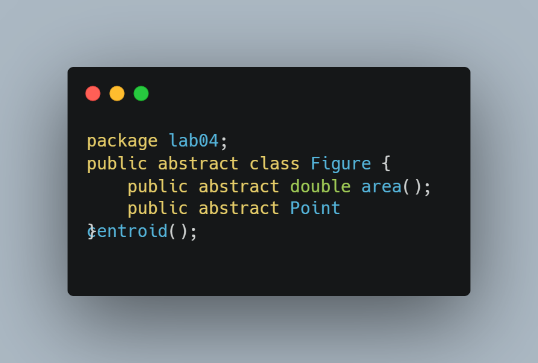 package lab04;
public abstract class Figure {
    public abstract double area();
    public abstract Point
centroid();
}